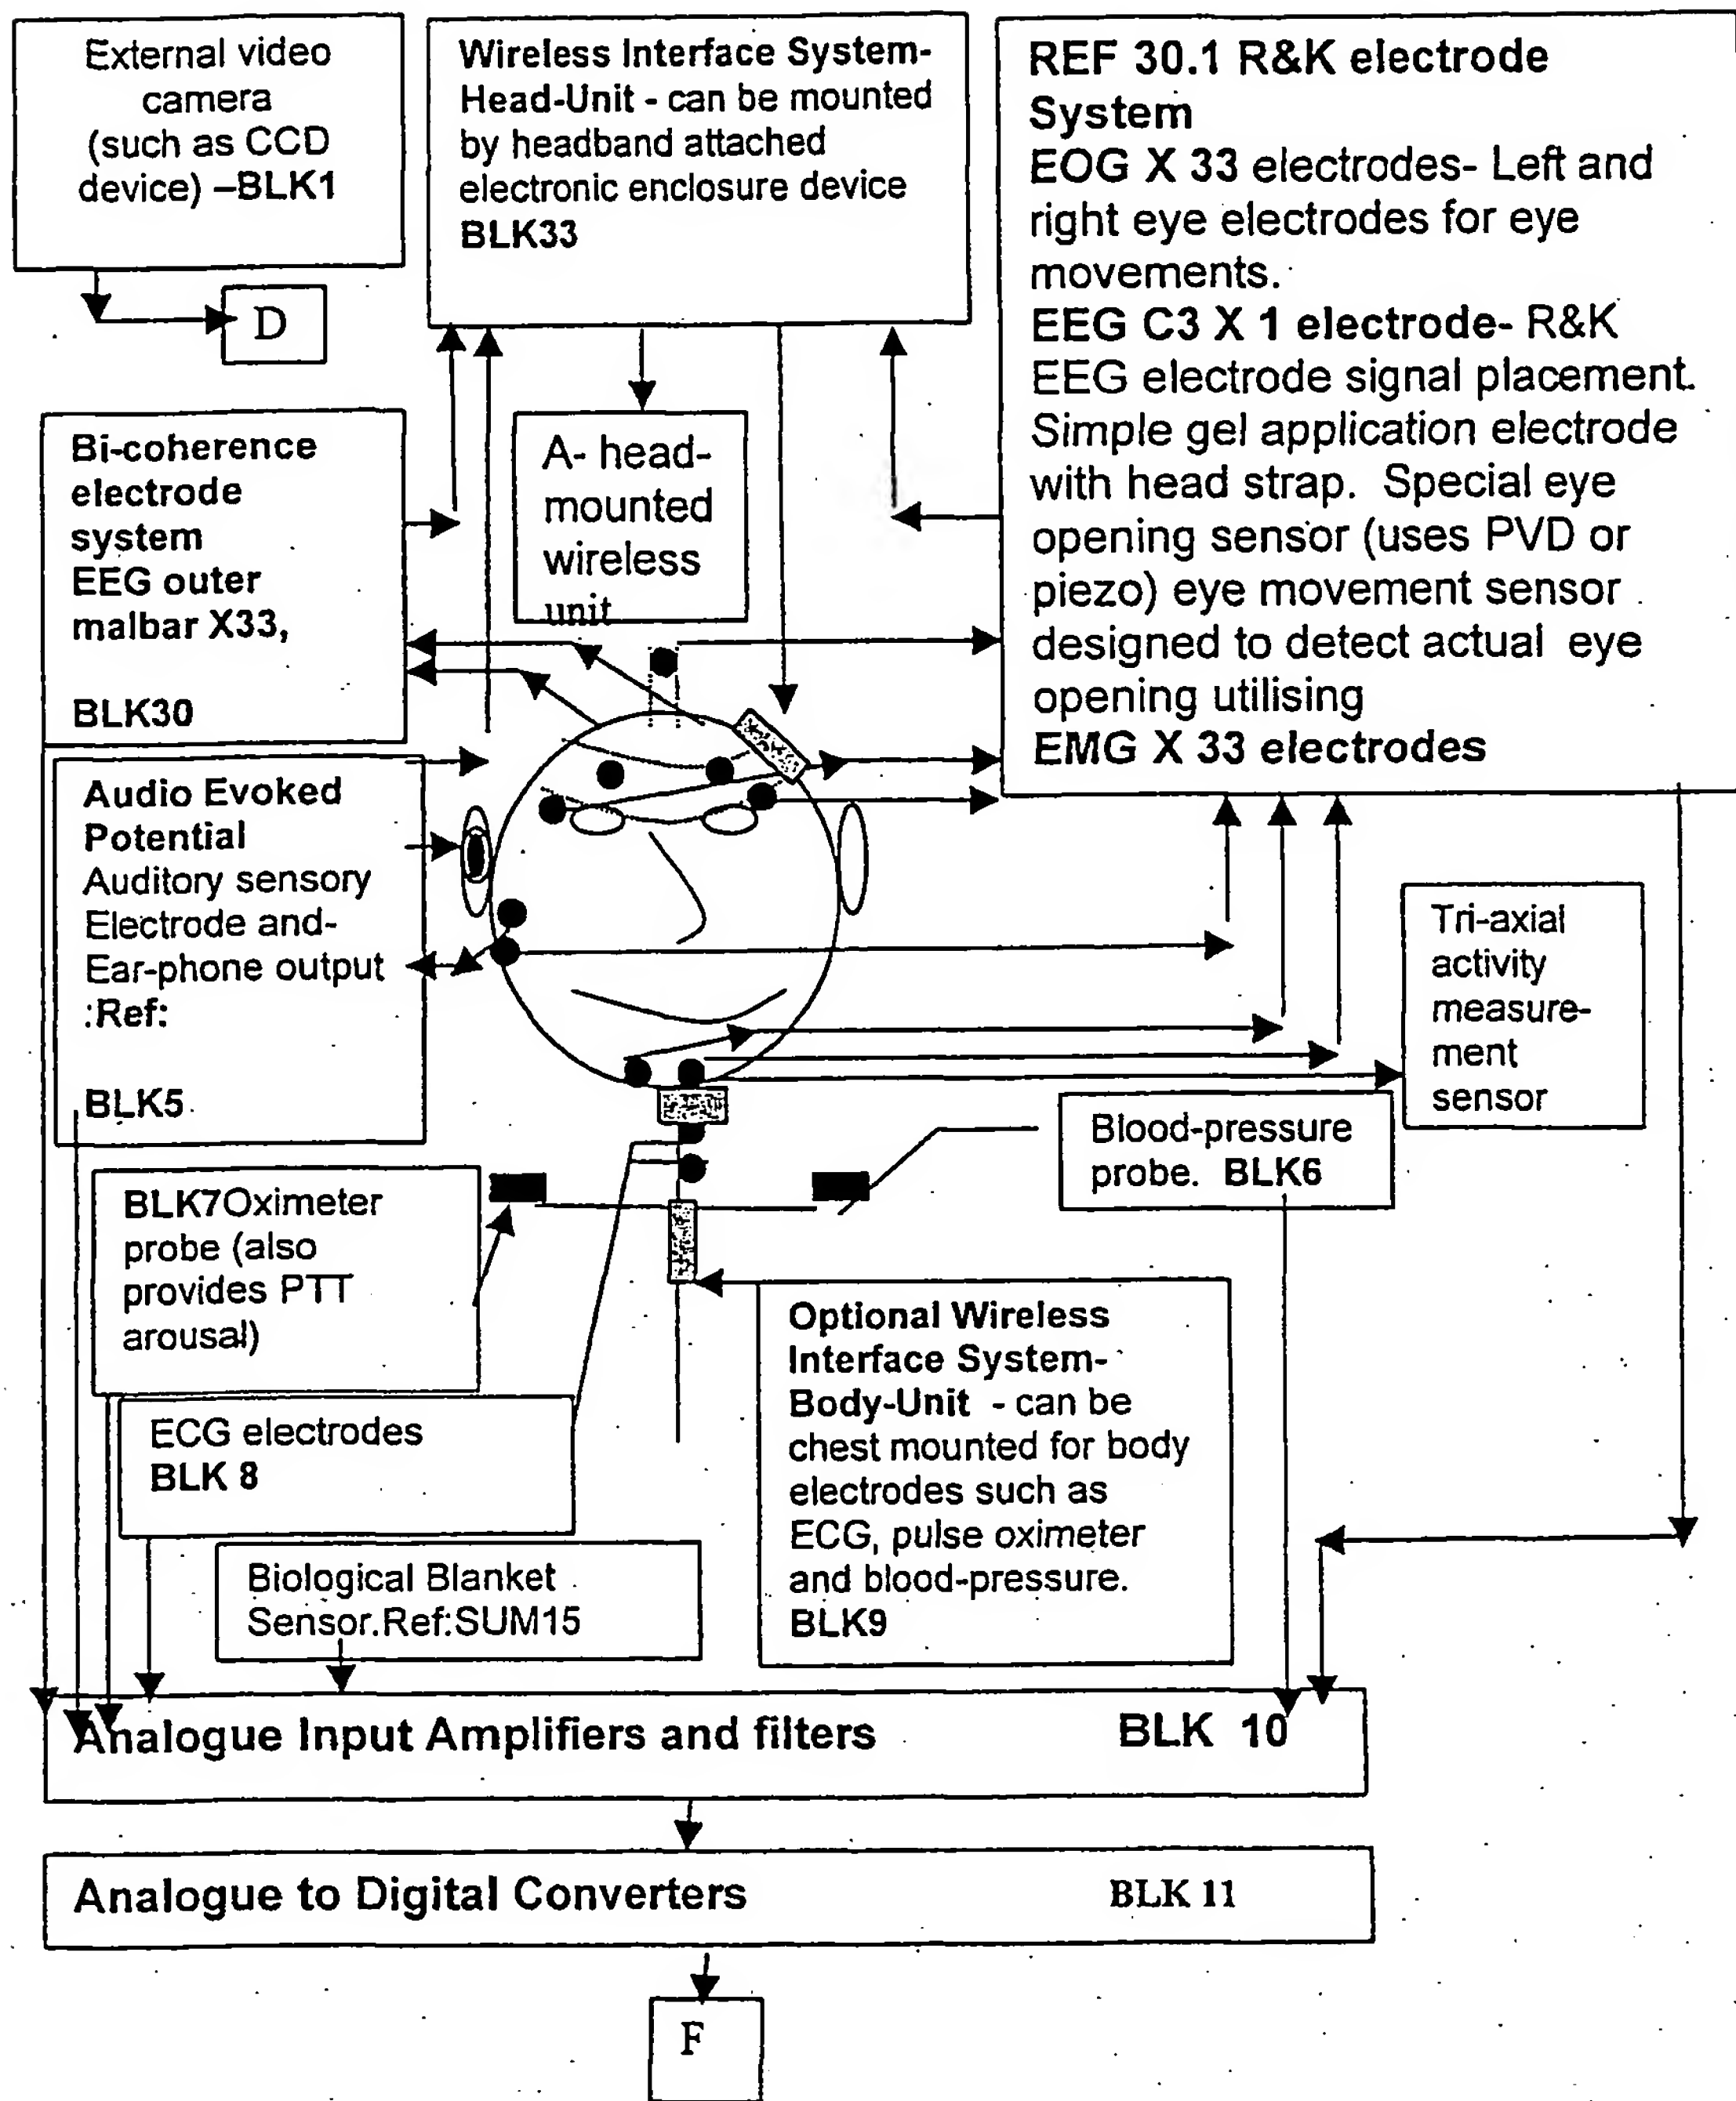 External video
camera
(such as CCD
device) –BLK1
D
Wireless Interface System-
Head-Unit - can be mounted
by headband attached
electronic enclosure device
BLK33
REF 30.1 R&K electrode
System
EOG X 33 electrodes- Left and
right eye electrodes for eye
movements.
EEG C3 X 1 electrode- R&K
EEG electrode signal placement.
Simple gel application electrode
with head strap. Special eye
opening sensor (uses PVD or
piezo) eye movement sensor
designed to detect actual eye
opening utilising
EMG X 33 electrodes
Bi-coherence
electrode
system
EEG outer
malbar X33,
BLK30
A- head-
mounted
wireless
unit
Audio Evoked
Potential
Auditory sensory
Electrode and-
Ear-phone output
:Ref:
BLK5
Tri-axial
activity
measure-
ment
sensor
Blood-pressure
probe. BLK6
BLK7Oximeter
probe (also
provides PTT
arousal)
ECG electrodes
BLK 8
Optional Wireless
Interface System-
Body-Unit - can be
chest mounted for body
electrodes such as
ECG, pulse oximeter
and blood-pressure.
BLK9
Biological Blanket
Sensor.Ref:SUM15
Analogue Input Amplifiers and filters BLK 10
Analogue to Digital Converters BLK 11
F